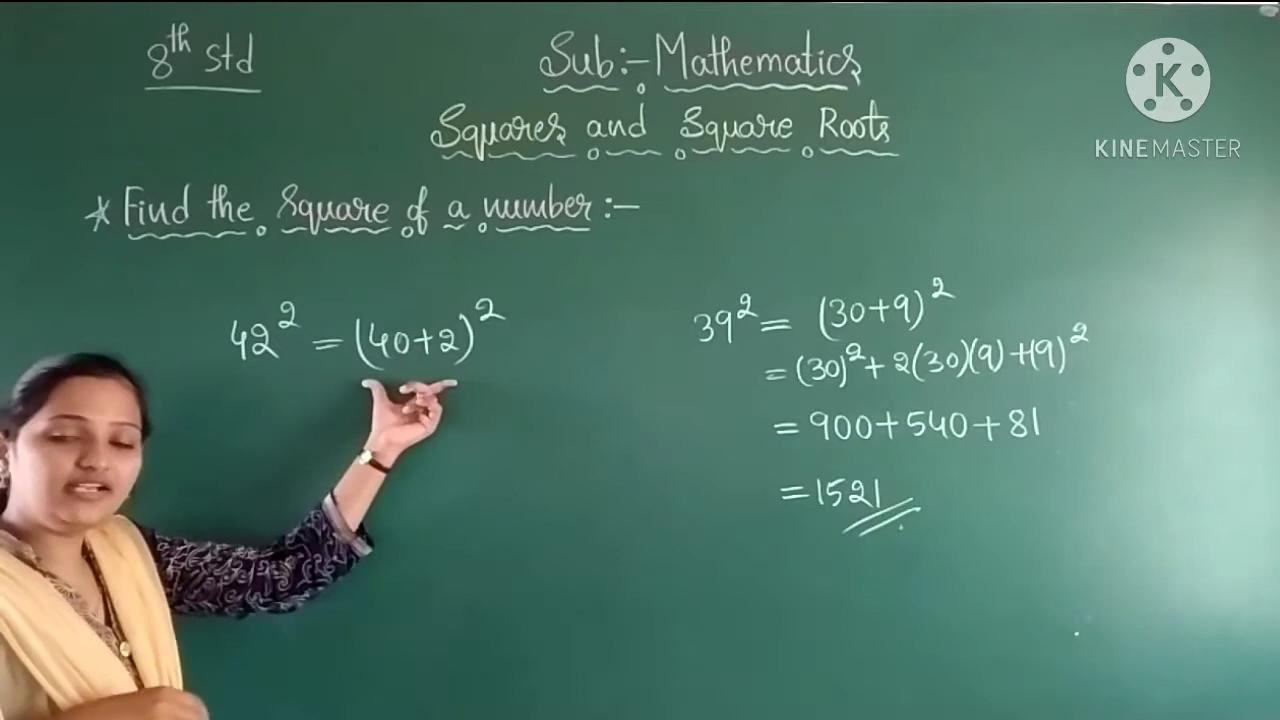 8th Std
Sub:- Mathematics
Squares and Square Roots
* Find the Square of a number:-
42² = (40+2)²
39² = (30+9)²
= (30)² + 2(30)(9) + (9)²
= 900 + 540 + 81
= 1521
K
KINEMASTER